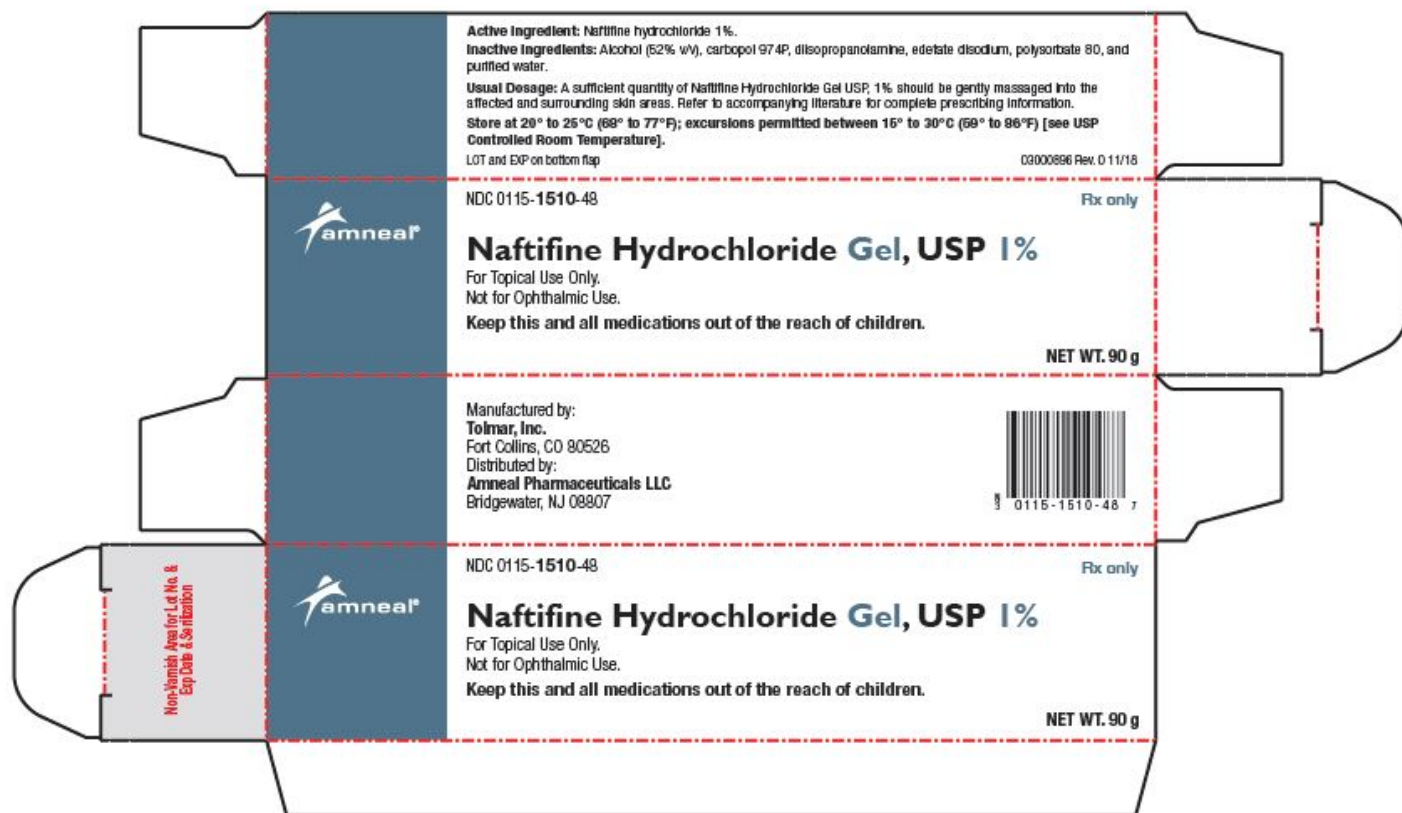 Active Ingredient: Naftifine hydrochloride 1%.
Inactive Ingredients: Alcohol (52% v/v), carbopol 974P, diisopropanolamine, edetate disodium, polysorbate 80, and
purified water.
Usual Dosage: A sufficient quantity of Naftifine Hydrochloride Gel USP, 1% should be gently massaged into the
affected and surrounding skin areas. Refer to accompanying literature for complete prescribing information.
Store at 20° to 25°C (68° to 77°F); excursions permitted between 15° to 30°C (59° to 86°F) [see USP
Controlled Room Temperature].
LOT and EXP on bottom flap
03000896 Rev. 0 11/18
amneal®
NDC 0115-1510-48
Rx only
Naftifine Hydrochloride Gel, USP 1%
For Topical Use Only.
Not for Ophthalmic Use.
Keep this and all medications out of the reach of children.
NET WT. 90 g
Manufactured by:
Tolmar, Inc.
Fort Collins, CO 80526
Distributed by:
Amneal Pharmaceuticals LLC
Bridgewater, NJ 08807
0115-1510-48 7
Non-Varnish Area for Lot No. &
Exp Date & Serilization
amneal®
NDC 0115-1510-48
Rx only
Naftifine Hydrochloride Gel, USP 1%
For Topical Use Only.
Not for Ophthalmic Use.
Keep this and all medications out of the reach of children.
NET WT. 90 g